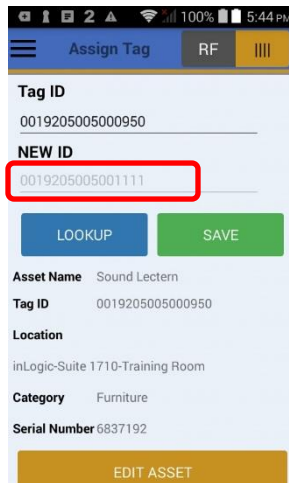 2 100% 5:44 PM
Assign Tag RF
Tag ID
0019205005000950
NEW ID
0019205005001111
LOOKUP SAVE
Asset Name Sound Lectern
Tag ID 0019205005000950
Location
inLogic-Suite 1710-Training Room
Category Furniture
Serial Number 6837192
EDIT ASSET